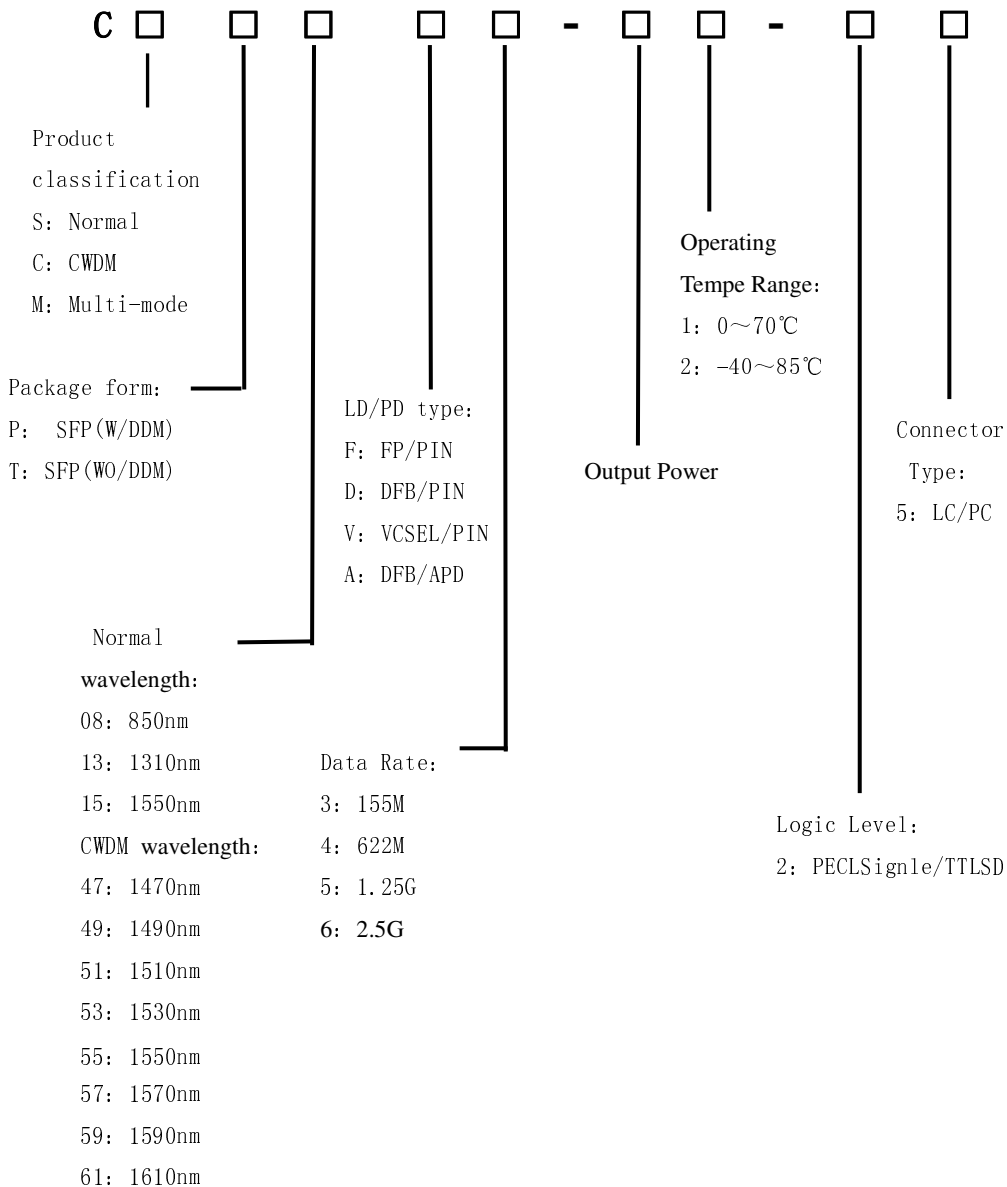 C □ □ □ □ □ - □ □ - □ □
Product
classification
S: Normal
C: CWDM
M: Multi-mode
Package form:
P: SFP(W/DDM)
T: SFP(WO/DDM)
Normal
wavelength:
08: 850nm
13: 1310nm
15: 1550nm
CWDM wavelength:
47: 1470nm
49: 1490nm
51: 1510nm
53: 1530nm
55: 1550nm
57: 1570nm
59: 1590nm
61: 1610nm
LD/PD type:
F: FP/PIN
D: DFB/PIN
V: VCSEL/PIN
A: DFB/APD
Data Rate:
3: 155M
4: 622M
5: 1.25G
6: 2.5G
Output Power
Operating
Tempe Range:
1: 0~70℃
2: -40~85℃
Logic Level:
2: PECLSignle/TTLSD
Connector
Type:
5: LC/PC